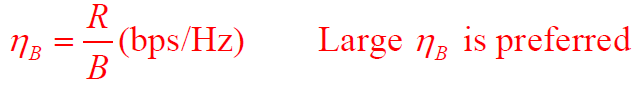 η_B = R/B (bps/Hz) Large η_B is preferred